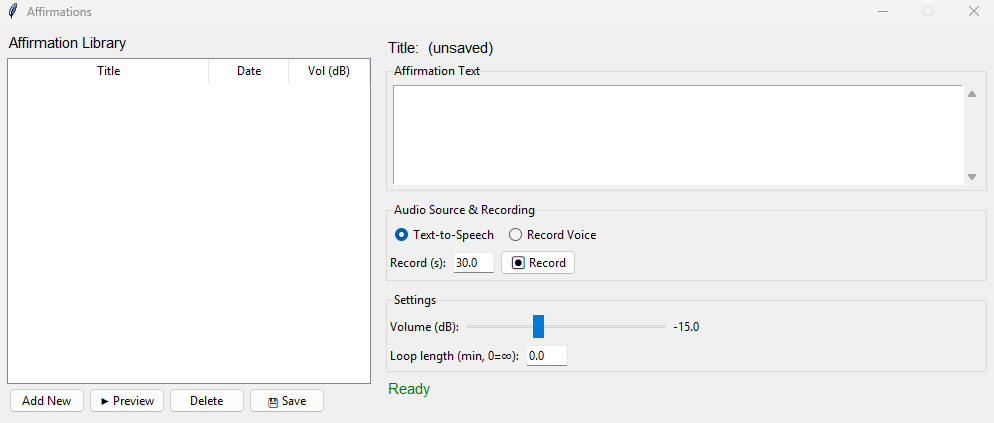 Affirmations
Affirmation Library
Title Date Vol (dB)
Add New ▶ Preview Delete Save
Title: (unsaved)
Affirmation Text
Audio Source & Recording
Text-to-Speech Record Voice
Record (s): 30.0 Record
Settings
Volume (dB): -15.0
Loop length (min, 0=∞): 0.0
Ready